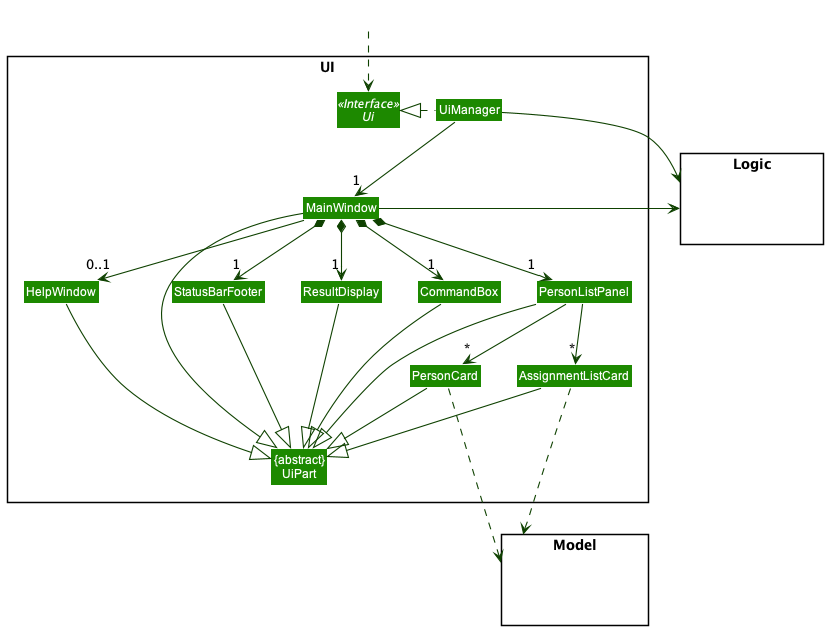 UI
«Interface»
Ui
UiManager
Logic
1
MainWindow
0..1
1
1
1
1
HelpWindow
StatusBarFooter
ResultDisplay
CommandBox
PersonListPanel
*
*
PersonCard
AssignmentListCard
{abstract}
UiPart
Model